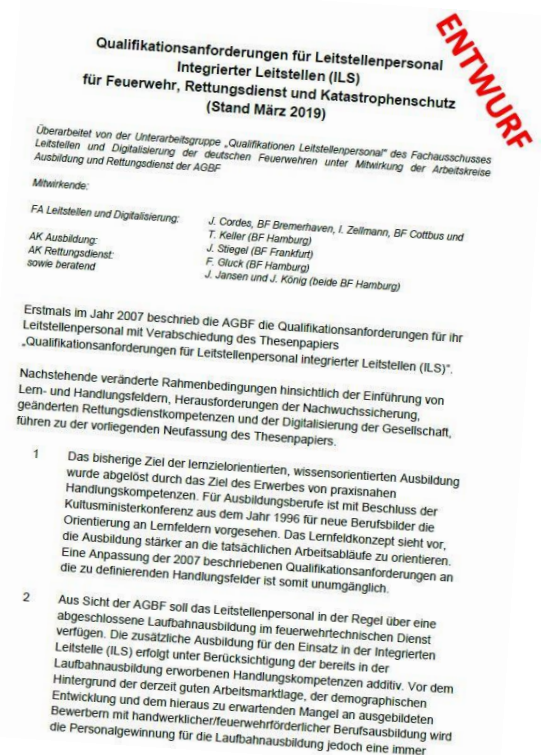 ENTWURF
Qualifikationsanforderungen für Leitstellenpersonal
Integrierter Leitstellen (ILS)
für Feuerwehr, Rettungsdienst und Katastrophenschutz
(Stand März 2019)
Überarbeitet von der Unterarbeitsgruppe „Qualifikationen Leitstellenpersonal" des Fachausschusses
Leitstellen und Digitalisierung der deutschen Feuerwehren unter Mitwirkung der Arbeitskreise
Ausbildung und Rettungsdienst der AGBF
Mitwirkende:
FA Leitstellen und Digitalisierung: J. Cordes, BF Bremerhaven, I. Zellmann, BF Cottbus und
T. Keller (BF Hamburg)
AK Ausbildung: J. Stiegel (BF Frankfurt)
AK Rettungsdienst: F. Gluck (BF Hamburg)
sowie beratend J. Jansen und J. König (beide BF Hamburg)
Erstmals im Jahr 2007 beschrieb die AGBF die Qualifikationsanforderungen für ihr
Leitstellenpersonal mit Verabschiedung des Thesenpapiers
„Qualifikationsanforderungen für Leitstellenpersonal integrierter Leitstellen (ILS)".
Nachstehende veränderte Rahmenbedingungen hinsichtlich der Einführung von
Lern- und Handlungsfeldern, Herausforderungen der Nachwuchssicherung,
geänderten Rettungsdienstkompetenzen und der Digitalisierung der Gesellschaft,
führen zu der vorliegenden Neufassung des Thesenpapiers.
1 Das bisherige Ziel der lernzielorientierten, wissensorientierten Ausbildung
wurde abgelöst durch das Ziel des Erwerbes von praxisnahen
Handlungskompetenzen. Für Ausbildungsberufe ist mit Beschluss der
Kultusministerkonferenz aus dem Jahr 1996 für neue Berufsbilder die
Orientierung an Lernfeldern vorgesehen. Das Lernfeldkonzept sieht vor,
die Ausbildung stärker an die tatsächlichen Arbeitsabläufe zu orientieren.
Eine Anpassung der 2007 beschriebenen Qualifikationsanforderungen an
die zu definierenden Handlungsfelder ist somit unumgänglich.
2 Aus Sicht der AGBF soll das Leitstellenpersonal in der Regel über eine
abgeschlossene Laufbahnausbildung im feuerwehrtechnischen Dienst
verfügen. Die zusätzliche Ausbildung für den Einsatz in der Integrierten
Leitstelle (ILS) erfolgt unter Berücksichtigung der bereits in der
Laufbahnausbildung erworbenen Handlungskompetenzen additiv. Vor dem
Hintergrund der derzeit guten Arbeitsmarktlage, der demographischen
Entwicklung und dem hieraus zu erwartenden Mangel an ausgebildeten
Bewerbern mit handwerklicher/feuerwehrförderlicher Berufsausbildung wird
die Personalgewinnung für die Laufbahnausbildung jedoch eine immer